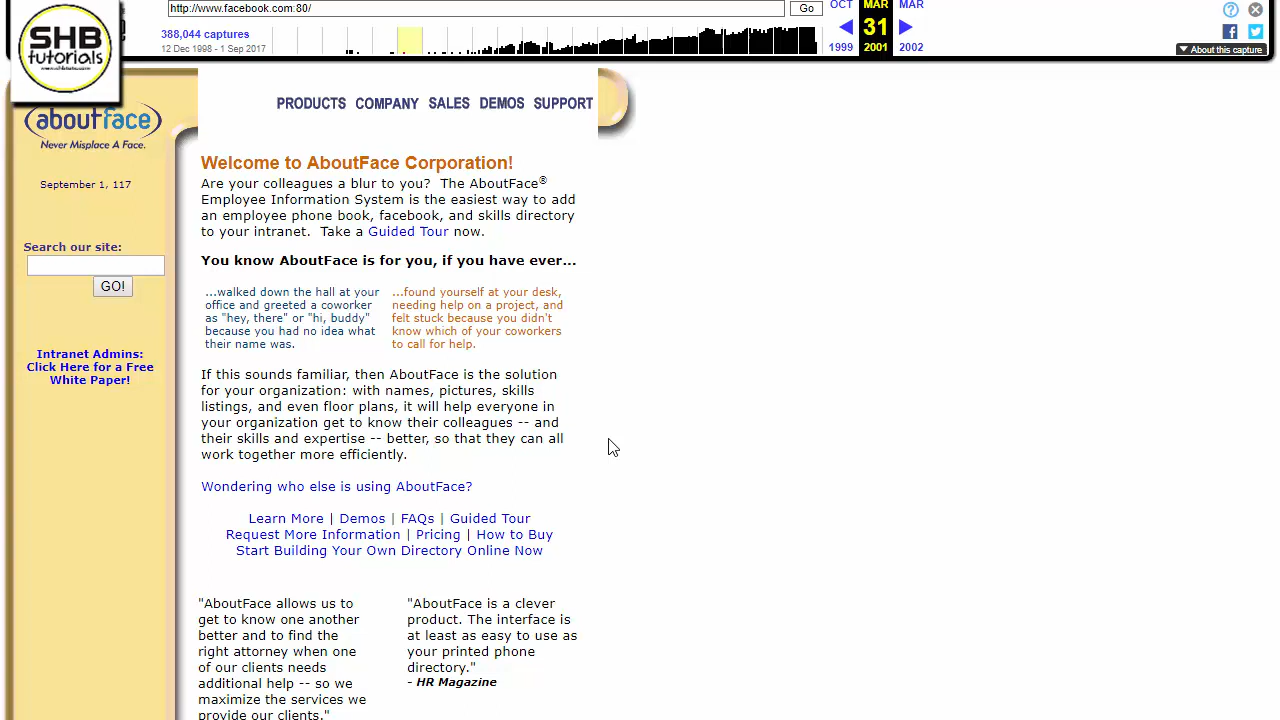 http://www.facebook.com:80/
Go
OCT
MAR
MAR
388,044 captures
31
12 Dec 1998 - 1 Sep 2017
1999
2001
2002
About this capture
SHB
tutorials
PRODUCTS COMPANY SALES DEMOS SUPPORT
aboutface
Never Misplace A Face.
September 1, 117
Search our site:
GO!
Intranet Admins:
Click Here for a Free
White Paper!
Welcome to AboutFace Corporation!
Are your colleagues a blur to you? The AboutFace®
Employee Information System is the easiest way to add
an employee phone book, facebook, and skills directory
to your intranet. Take a Guided Tour now.
You know AboutFace is for you, if you have ever...
...walked down the hall at your
office and greeted a coworker
as "hey, there" or "hi, buddy"
because you had no idea what
their name was.
...found yourself at your desk,
needing help on a project, and
felt stuck because you didn't
know which of your coworkers
to call for help.
If this sounds familiar, then AboutFace is the solution
for your organization: with names, pictures, skills
listings, and even floor plans, it will help everyone in
your organization get to know their colleagues -- and
their skills and expertise -- better, so that they can all
work together more efficiently.
Wondering who else is using AboutFace?
Learn More | Demos | FAQs | Guided Tour
Request More Information | Pricing | How to Buy
Start Building Your Own Directory Online Now
"AboutFace allows us to
get to know one another
better and to find the
right attorney when one
of our clients needs
additional help -- so we
maximize the services we
provide our clients."
"AboutFace is a clever
product. The interface is
at least as easy to use as
your printed phone
directory."
- HR Magazine